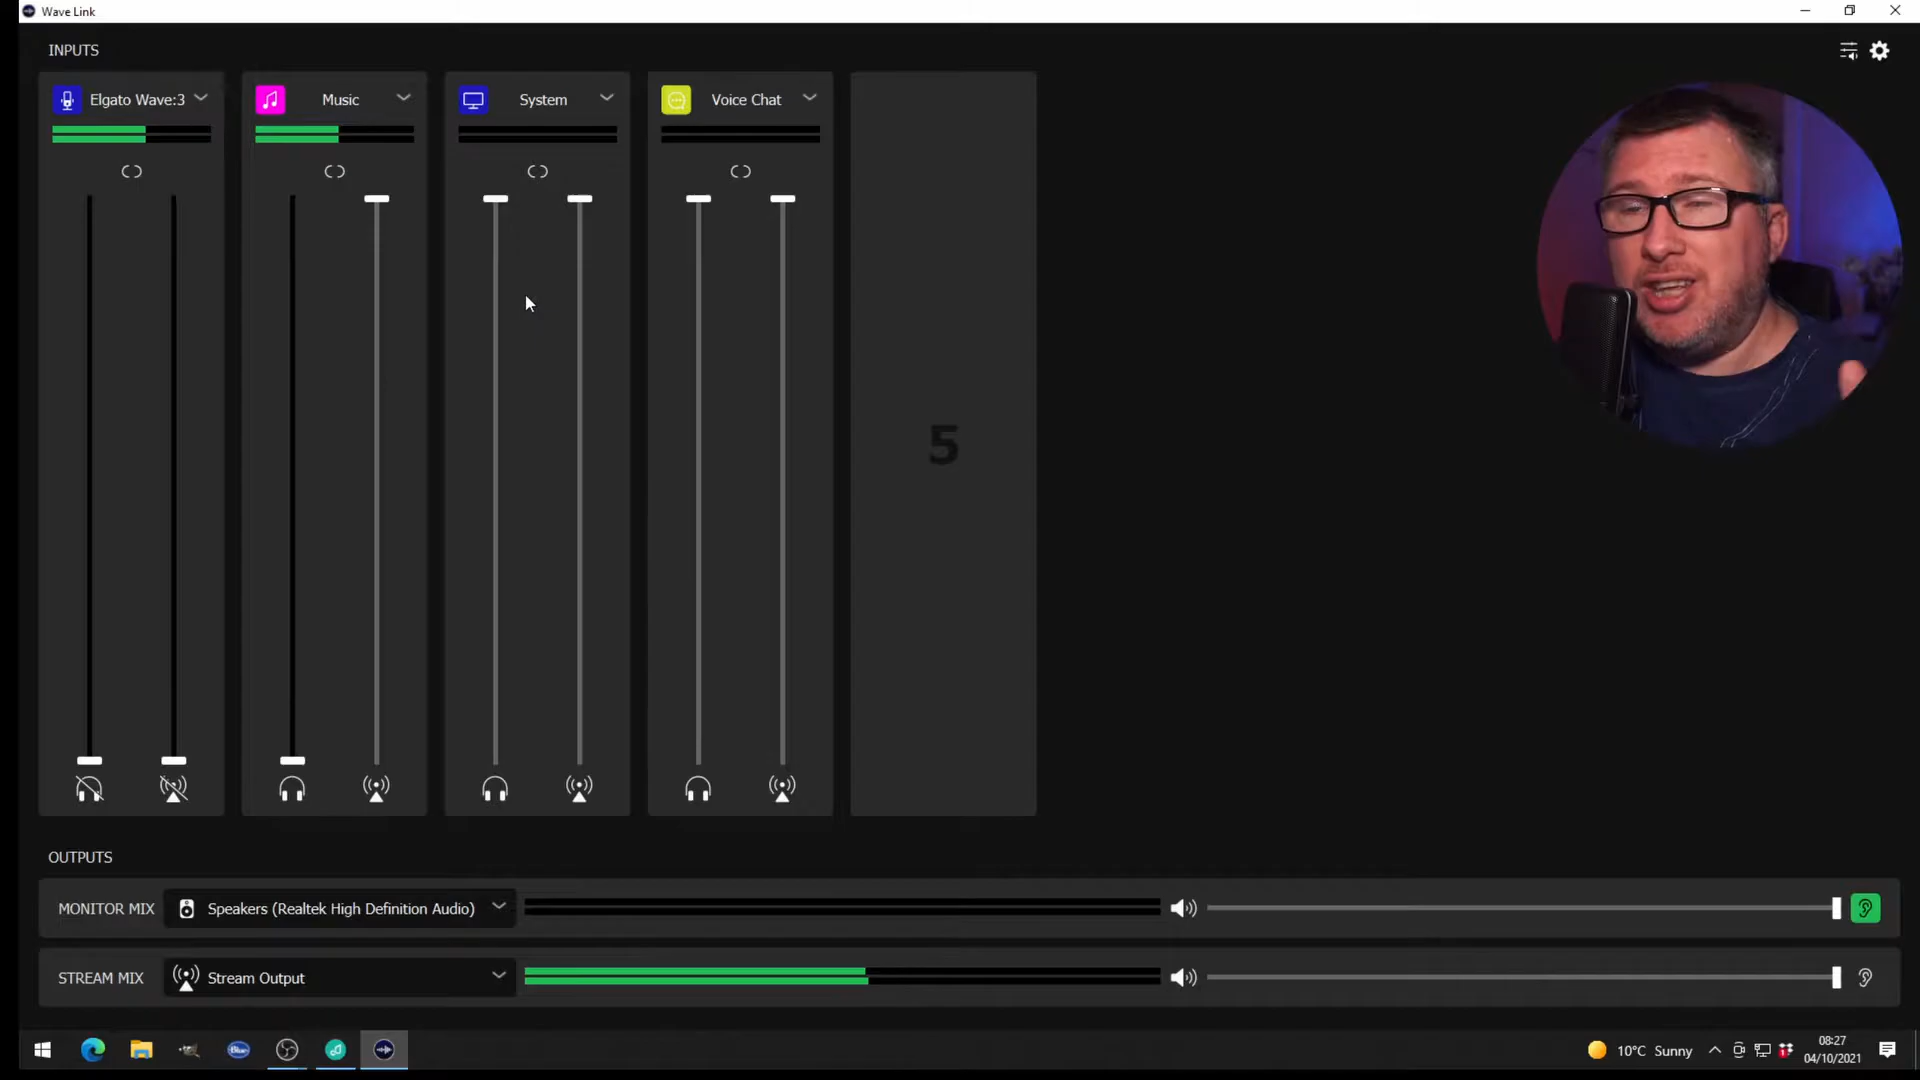 Wave Link
INPUTS
Elgato Wave:3
Music
System
Voice Chat
5
OUTPUTS
MONITOR MIX
Speakers (Realtek High Definition Audio)
STREAM MIX
Stream Output
Blue
10°C Sunny
08:27
04/10/2021